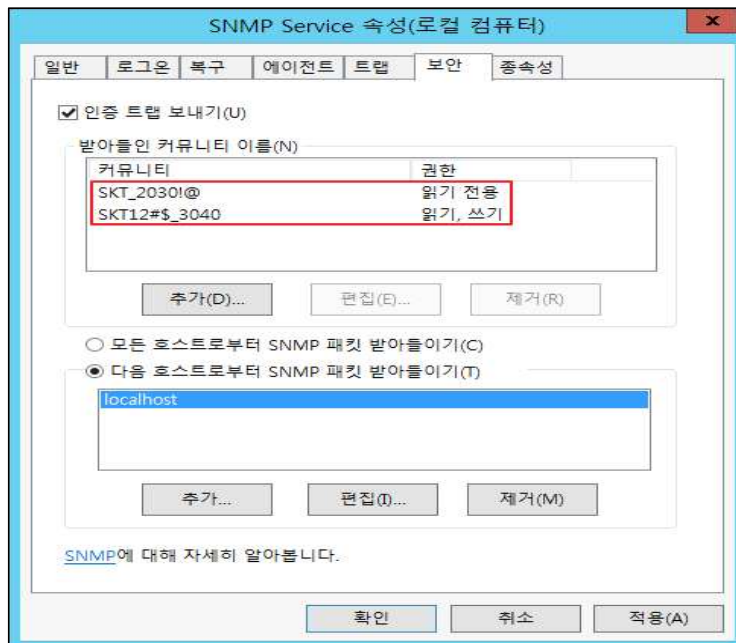 SNMP Service 속성(로컬 컴퓨터)
x
일반 로그온 복구 에이전트 트랩 보안 종속성
인증 트랩 보내기(U)
받아들인 커뮤니티 이름(N)
커뮤니티 권한
SKT_2030!@ 읽기 전용
SKT12#$_3040 읽기, 쓰기
추가(D)... 편집(E)... 제거(R)
모든 호스트로부터 SNMP 패킷 받아들이기(C)
다음 호스트로부터 SNMP 패킷 받아들이기(T)
localhost
추가... 편집(I)... 제거(M)
SNMP에 대해 자세히 알아봅니다.
확인 취소 적용(A)